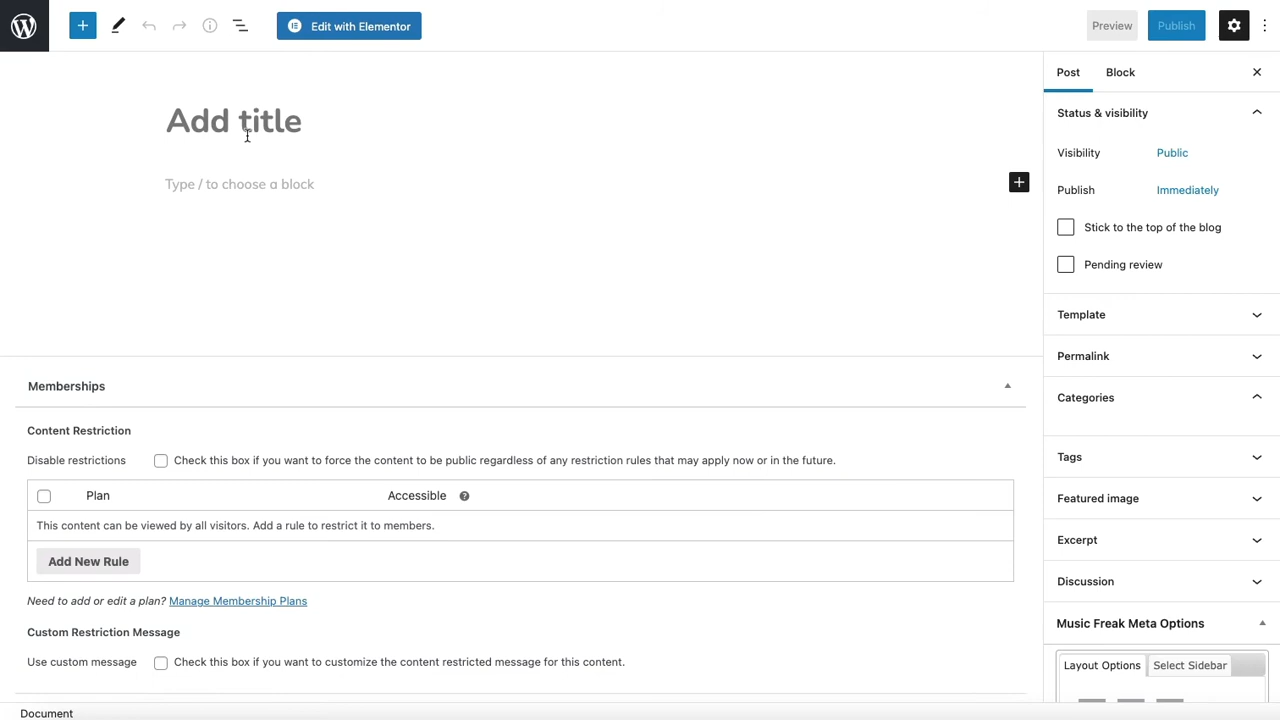 Edit with Elementor
Preview
Publish
Post
Block
Add title
Type / to choose a block
Status & visibility
Visibility
Public
Publish
Immediately
Stick to the top of the blog
Pending review
Template
Permalink
Categories
Tags
Featured image
Excerpt
Discussion
Music Freak Meta Options
Layout Options
Select Sidebar
Memberships
Content Restriction
Disable restrictions
Check this box if you want to force the content to be public regardless of any restriction rules that may apply now or in the future.
Plan
Accessible
This content can be viewed by all visitors. Add a rule to restrict it to members.
Add New Rule
Need to add or edit a plan? Manage Membership Plans
Custom Restriction Message
Use custom message
Check this box if you want to customize the content restricted message for this content.
Document